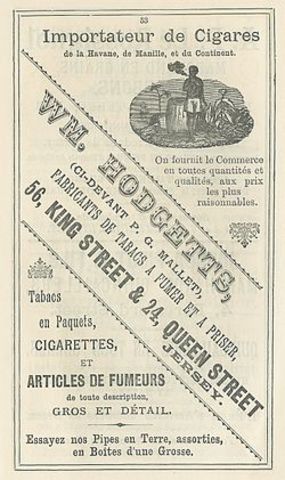 33
Importateur de Cigares
de la Havane, de Manille, et du Continent.
On fournit le Commerce
en toutes quantités et
qualités, aux prix
les plus
raisonnables.
WM. HODGETTS,
(CI-DEVANT P. G. MALLET),
FABRICANTS DE TABACS A FUMER ET A PRISER,
56, KING STREET & 24, QUEEN STREET
JERSEY.
Tabacs
en Paquets,
CIGARETTES,
ET
ARTICLES DE FUMEURS
de toute description,
GROS ET DÉTAIL.
Essayez nos Pipes en Terre, assorties,
en Boîtes d'une Grosse.